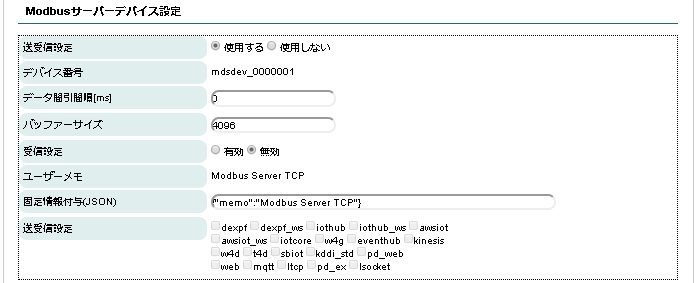 Modbusサーバーデバイス設定
送受信設定 使用する 使用しない
デバイス番号 mdsdev_0000001
データ間引間隔[ms] 0
バッファーサイズ 4096
受信設定 有効 無効
ユーザーメモ Modbus Server TCP
固定情報付与(JSON) {"memo":"Modbus Server TCP"}
送受信設定 dexpf dexpf_ws iothub iothub_ws awsiot
awsiot_ws iotcore w4g eventhub kinesis
w4d t4d sbiot kddi_std pd_web
web mqtt ltcp pd_ex lsocket